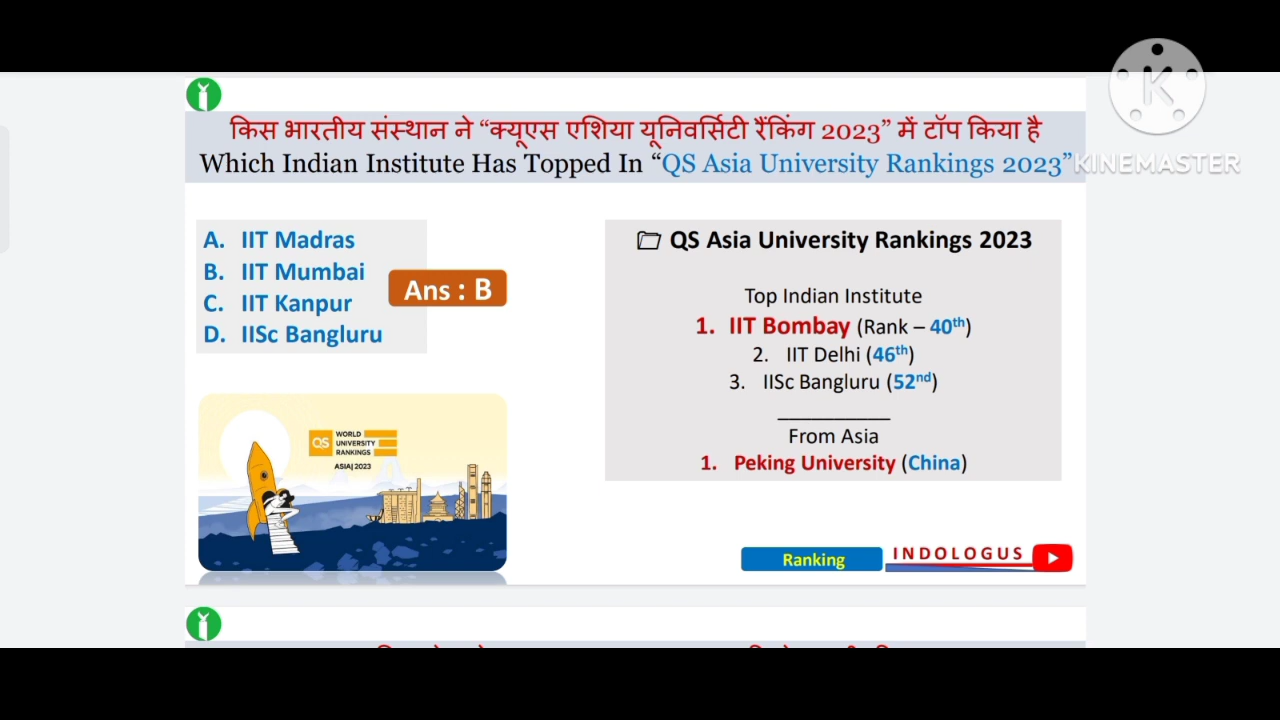 किस भारतीय संस्थान ने “क्यूएस एशिया यूनिवर्सिटी रैंकिंग 2023” में टॉप किया है
Which Indian Institute Has Topped In “QS Asia University Rankings 2023”
KINEMASTER
A. IIT Madras
B. IIT Mumbai
C. IIT Kanpur
D. IISc Bangluru
Ans : B
QS Asia University Rankings 2023
Top Indian Institute
1. IIT Bombay (Rank – 40th)
2. IIT Delhi (46th)
3. IISc Bangluru (52nd)
From Asia
1. Peking University (China)
QS WORLD
UNIVERSITY
RANKINGS
ASIA 2023
Ranking
INDOLOGUS